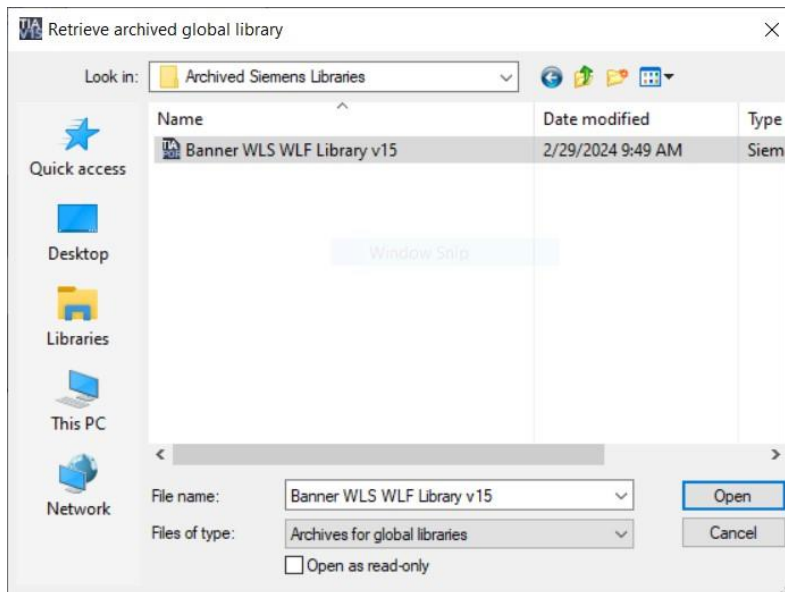 Retrieve archived global library
Look in: Archived Siemens Libraries
Name Date modified Type
Banner WLS WLF Library v15 2/29/2024 9:49 AM Siem
Quick access
Desktop
Window Snip
Libraries
This PC
Network
File name: Banner WLS WLF Library v15 Open
Files of type: Archives for global libraries Cancel
Open as read-only